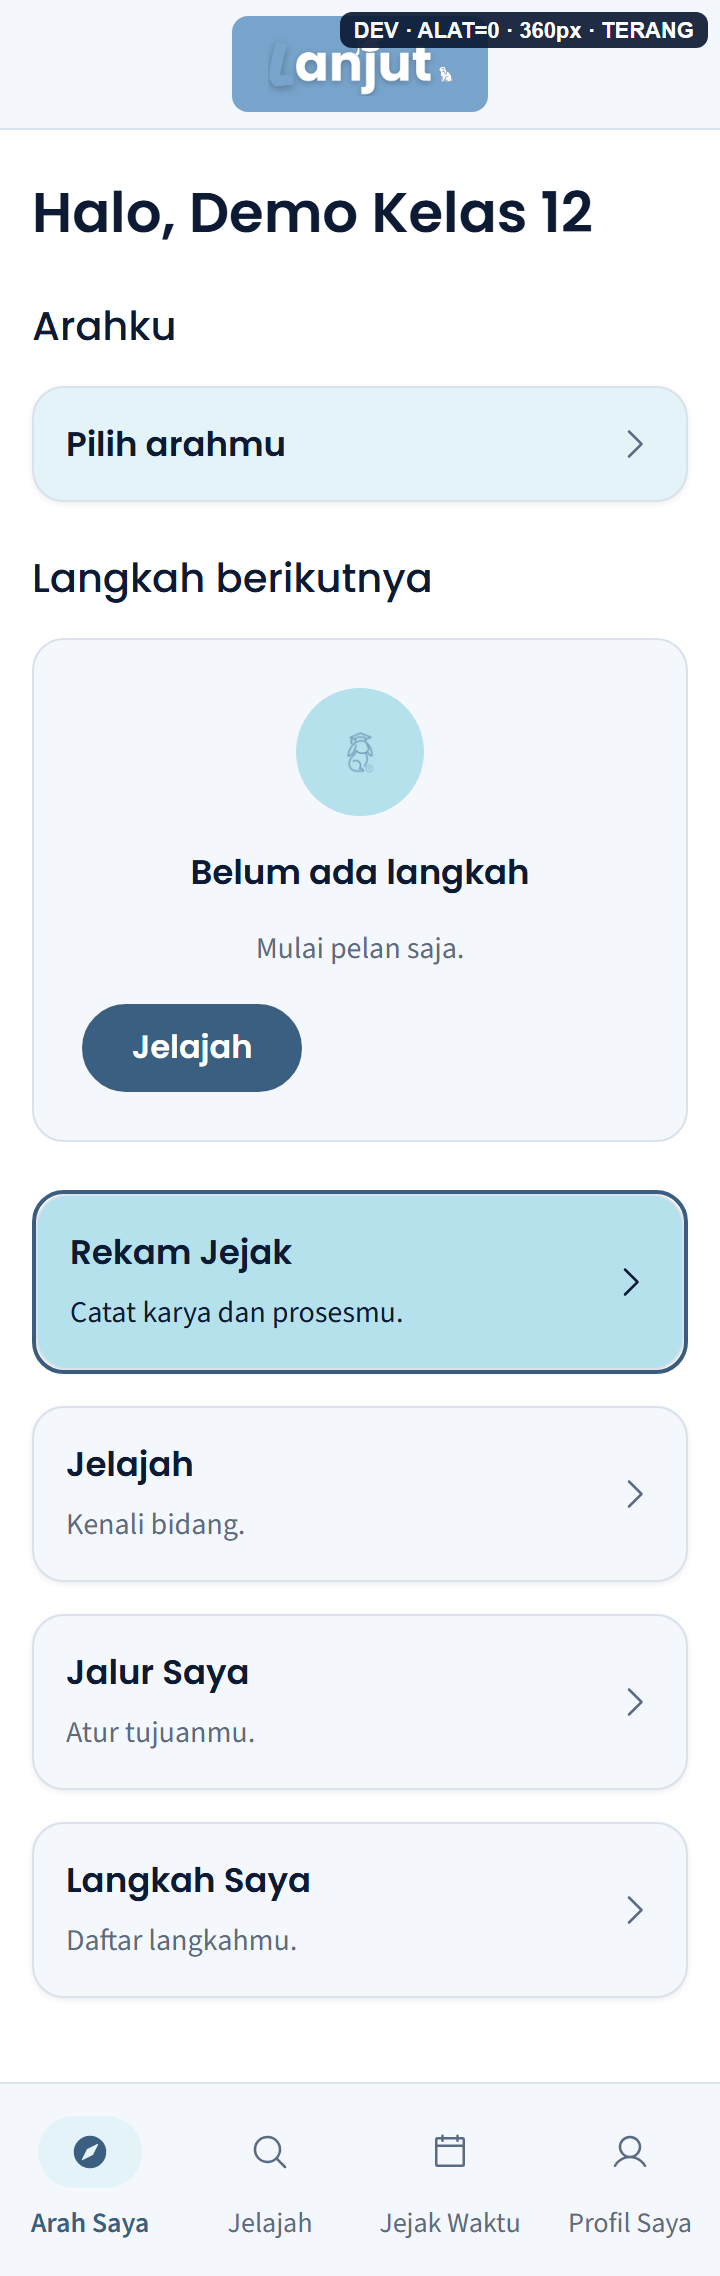 DEV · ALAT=0 · 360px · TERANG
Lanjut
Halo, Demo Kelas 12
Arahku
Pilih arahmu
Langkah berikutnya
Belum ada langkah
Mulai pelan saja.
Jelajah
Rekam Jejak
Catat karya dan prosesmu.
Jelajah
Kenali bidang.
Jalur Saya
Atur tujuanmu.
Langkah Saya
Daftar langkahmu.
Arah Saya
Jelajah
Jejak Waktu
Profil Saya